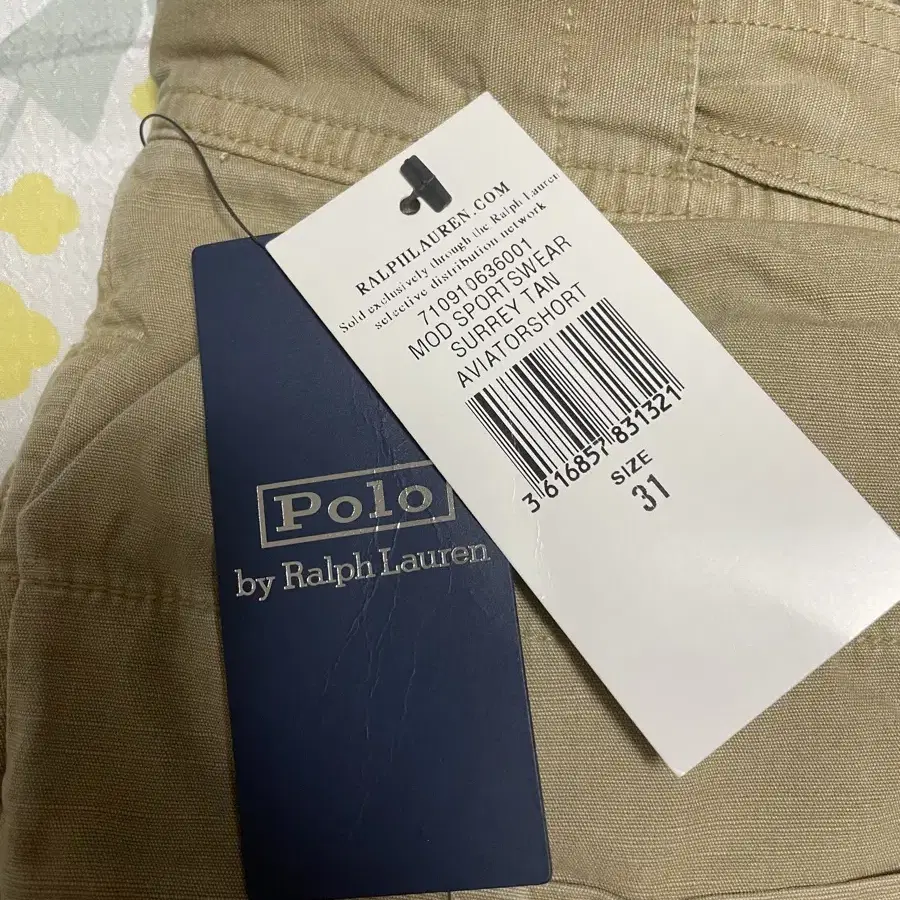 RALPHLAUREN.COM
Sold exclusively through the Ralph Lauren
selective distribution network
710910636001
MOD SPORTSWEAR
SURREY TAN
AVIATORSHORT
3 616857 831321
SIZE
31
Polo
by Ralph Lauren